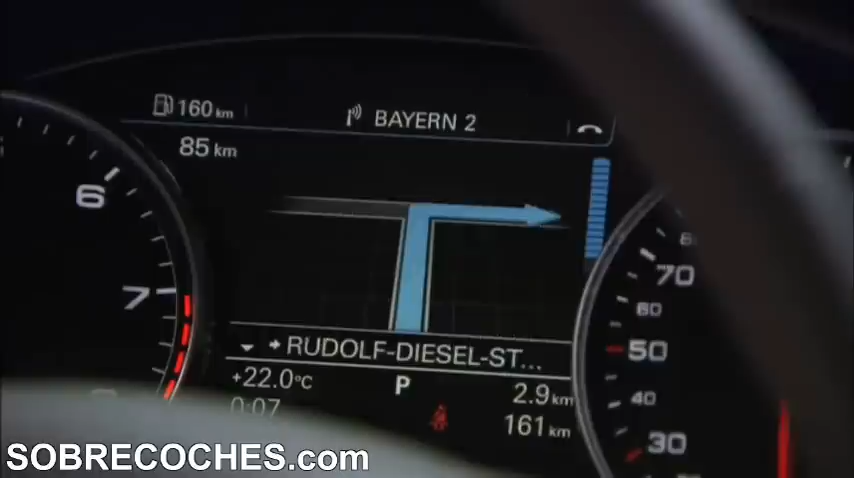 160 km
BAYERN 2
85 km
6
7
80
70
60
50
40
30
→ RUDOLF-DIESEL-ST...
+22.0°C
P
2.9 km
0:07
161 km
SOBRECOCHES.com